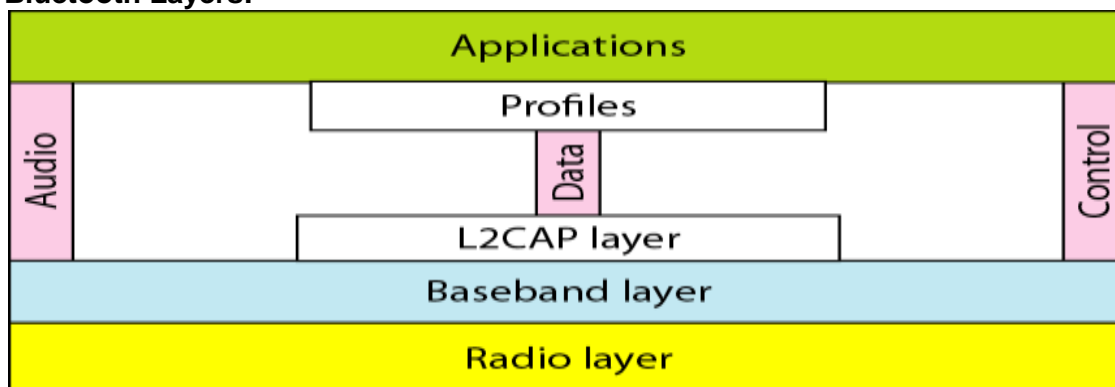 Bluetooth Layers:
Applications
Profiles
Audio
Data
Control
L2CAP layer
Baseband layer
Radio layer